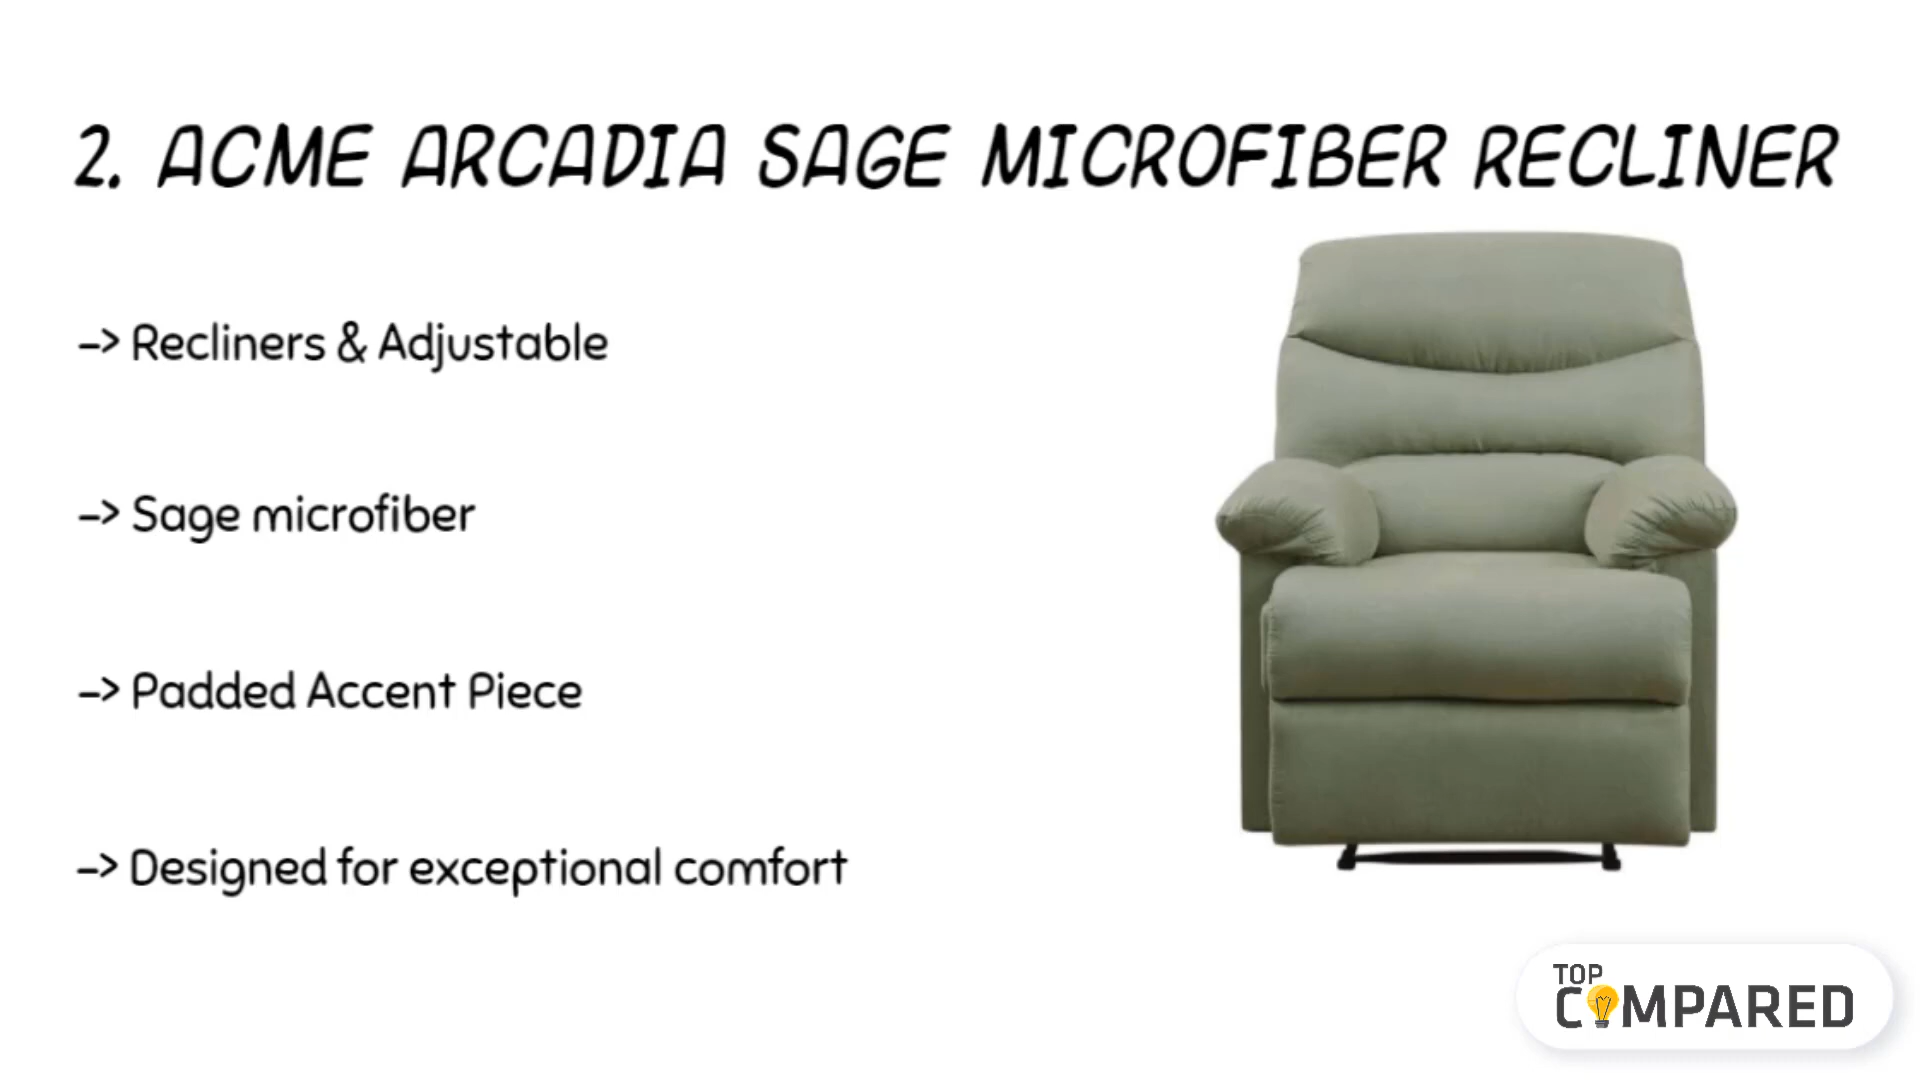 2. ACME ARCADIA SAGE MICROFIBER RECLINER
-> Recliners & Adjustable
-> Sage microfiber
-> Padded Accent Piece
-> Designed for exceptional comfort
TOP
COMPARED